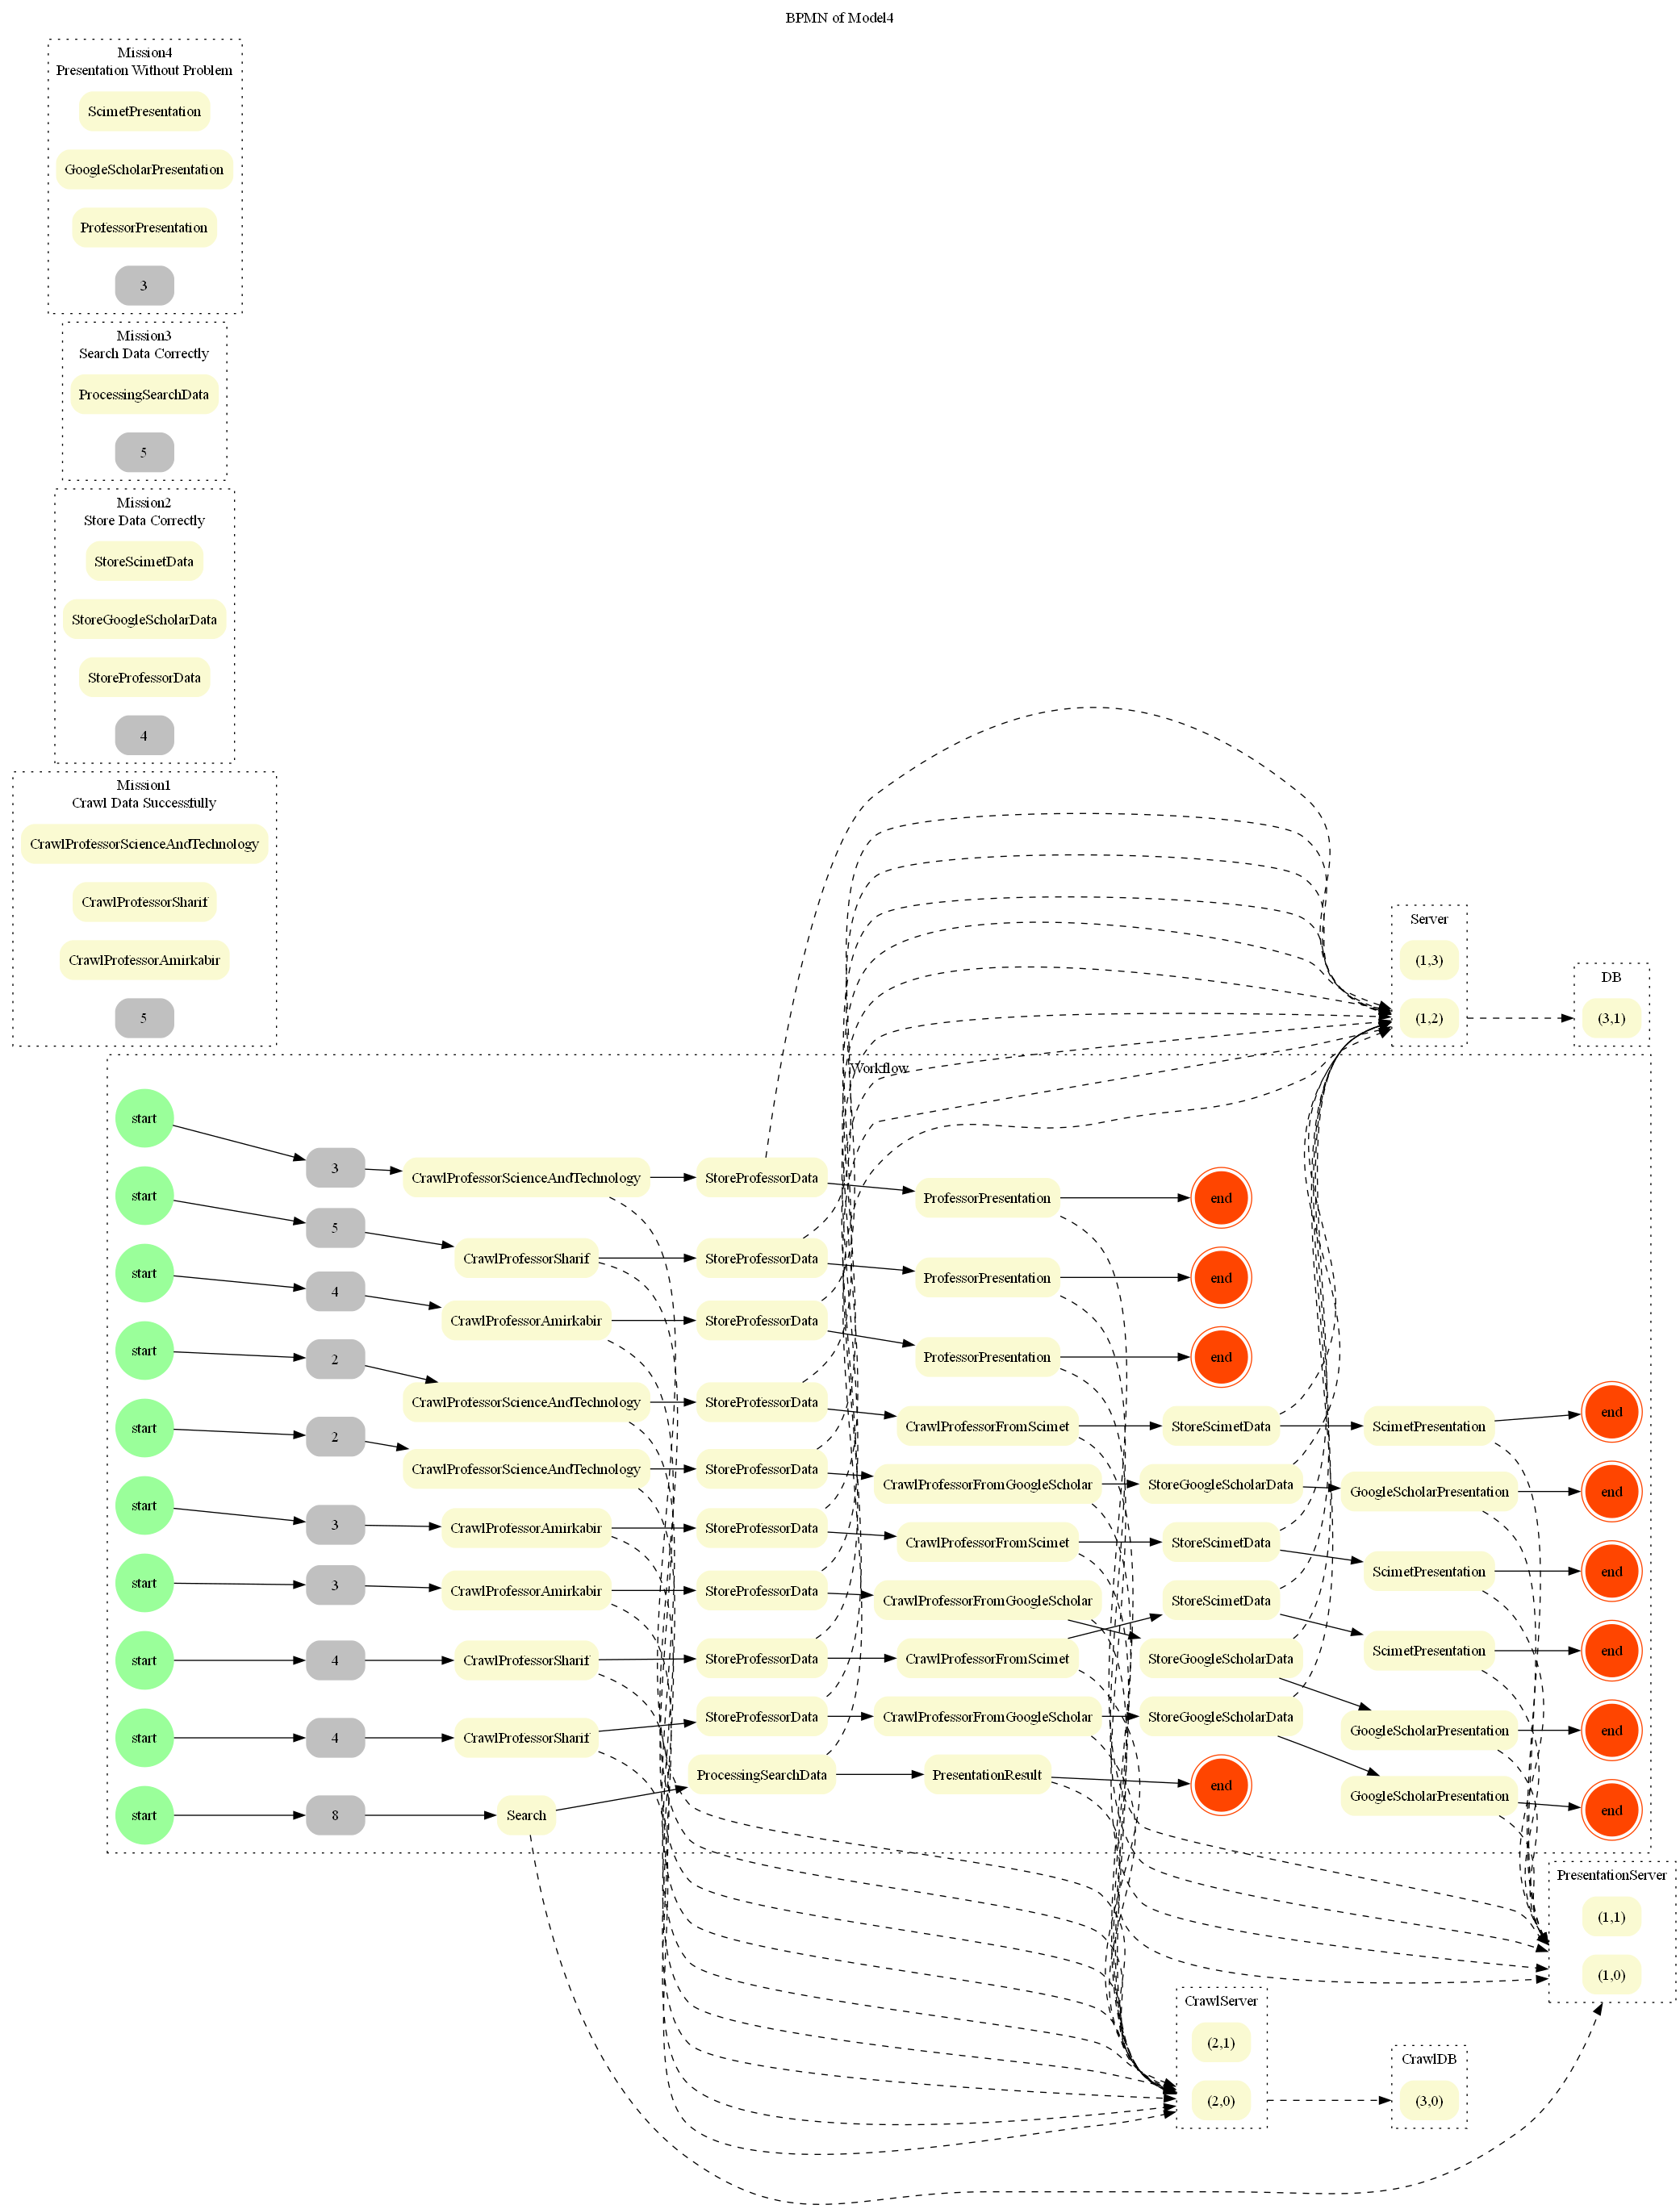 BPMN of Model4
Mission4
Presentation Without Problem
ScimetPresentation
GoogleScholarPresentation
ProfessorPresentation
3
Mission3
Search Data Correctly
ProcessingSearchData
5
Mission2
Store Data Correctly
StoreScimetData
StoreGoogleScholarData
StoreProfessorData
4
Mission1
Crawl Data Successfully
CrawlProfessorScienceAndTechnology
CrawlProfessorSharif
CrawlProfessorAmirkabir
5
Server
(1,3)
(1,2)
DB
(3,1)
Workflow
start
3
CrawlProfessorScienceAndTechnology
StoreProfessorData
ProfessorPresentation
end
start
5
CrawlProfessorSharif
StoreProfessorData
ProfessorPresentation
end
start
4
CrawlProfessorAmirkabir
StoreProfessorData
ProfessorPresentation
end
start
2
CrawlProfessorScienceAndTechnology
StoreProfessorData
CrawlProfessorFromScimet
StoreScimetData
ScimetPresentation
end
start
2
CrawlProfessorScienceAndTechnology
StoreProfessorData
CrawlProfessorFromGoogleScholar
StoreGoogleScholarData
GoogleScholarPresentation
end
start
3
CrawlProfessorAmirkabir
StoreProfessorData
CrawlProfessorFromScimet
StoreScimetData
ScimetPresentation
end
start
3
CrawlProfessorAmirkabir
StoreProfessorData
CrawlProfessorFromGoogleScholar
StoreScimetData
ScimetPresentation
end
start
4
CrawlProfessorSharif
StoreProfessorData
CrawlProfessorFromScimet
StoreGoogleScholarData
GoogleScholarPresentation
end
start
4
CrawlProfessorSharif
StoreProfessorData
CrawlProfessorFromGoogleScholar
StoreGoogleScholarData
GoogleScholarPresentation
end
start
8
Search
ProcessingSearchData
PresentationResult
end
PresentationServer
(1,1)
(1,0)
CrawlServer
(2,1)
(2,0)
CrawlDB
(3,0)